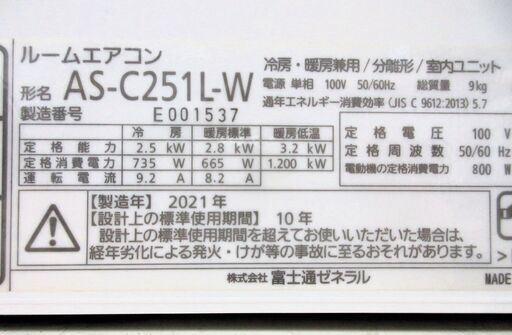 ルームエアコン
形名 AS-C251L-W
製造番号 E001537
冷房・暖房兼用/分離形/室内ユニット
電源 単相 100V 50/60Hz 総質量 9kg
通年エネルギー消費効率(JIS C 9612:2013) 5.7
冷房 暖房標準 暖房低温
定格能力 2.5 kW 2.8 kW 3.2 kW
定格消費電力 735 W 665 W 1.200 kW
運転電流 9.2 A 8.2 A
定格電圧 100 V
定格周波数 50/60 Hz
電動機の定格消費電力 800 W
【製造年】2021年
【設計上の標準使用期間】10年
設計上の標準使用期間を超えてお使いいただいた場合は、
経年劣化による発火・けが等の事故に至るおそれがあります。
株式会社 富士通ゼネラル
MADE